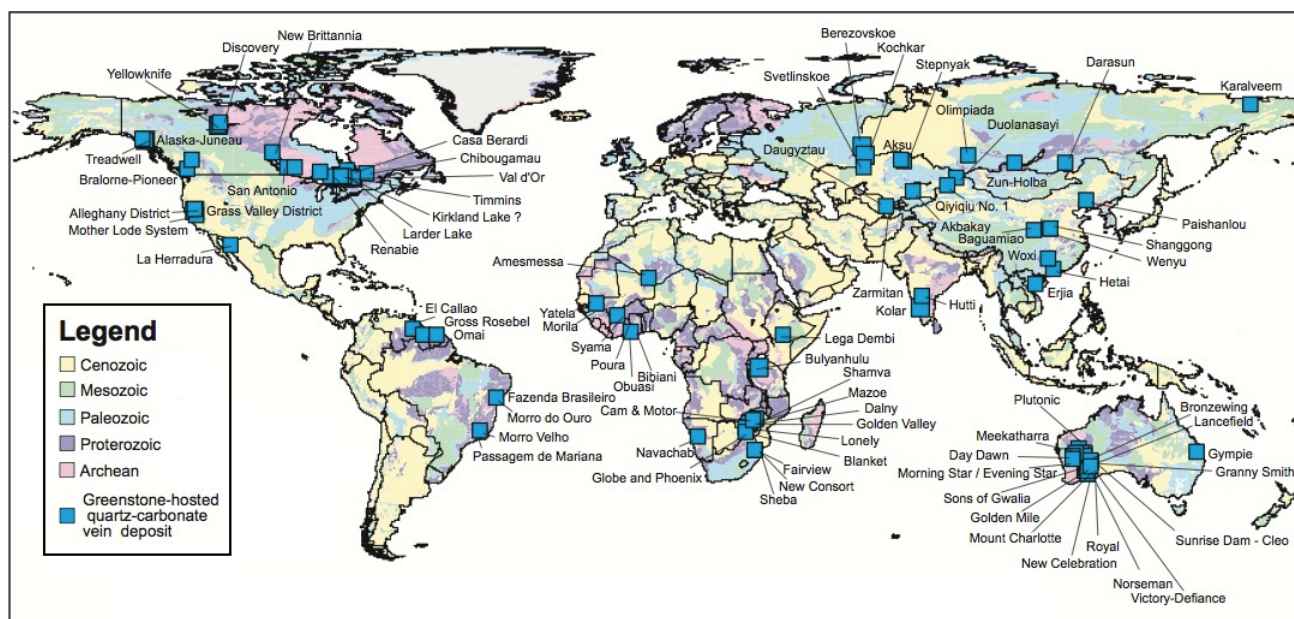 New Brittannia
Discovery
Yellowknife
Alaska-Juneau
Treadwell
Bralorne-Pioneer
San Antonio
Alleghany District
Grass Valley District
Mother Lode System
La Herradura
Casa Berardi
Chibougamau
Val d'Or
Timmins
Kirkland Lake ?
Larder Lake
Renabie
Berezovskoe
Kochkar
Svetlinskoe
Stepnyak
Darasun
Karalveem
Olimpiada
Duolanasayi
Daugyztau
Aksu
Zun-Holba
Qiyiqiu No. 1
Akbakay
Baguamiao
Paishanlou
Shanggong
Wenyu
Woxi
Hetai
Erjia
Zarmitan
Hutti
Kolar
Amesmessa
Yatela
Morila
Syama
Poura
Obuasi
Bibiani
Lega Dembi
Bulyanhulu
Shamva
Mazoe
Dalny
Golden Valley
Lonely
Blanket
Cam & Motor
Navachab
Globe and Phoenix
Fairview
New Consort
Sheba
El Callao
Gross Rosebel
Omai
Fazenda Brasileiro
Morro do Ouro
Morro Velho
Passagem de Mariana
Plutonic
Bronzewing
Lancefield
Meekatharra
Day Dawn
Gympie
Morning Star / Evening Star
Granny Smith
Sons of Gwalia
Golden Mile
Mount Charlotte
Sunrise Dam - Cleo
Royal
New Celebration
Norseman
Victory-Defiance
Legend
Cenozoic
Mesozoic
Paleozoic
Proterozoic
Archean
Greenstone-hosted
quartz-carbonate
vein deposit